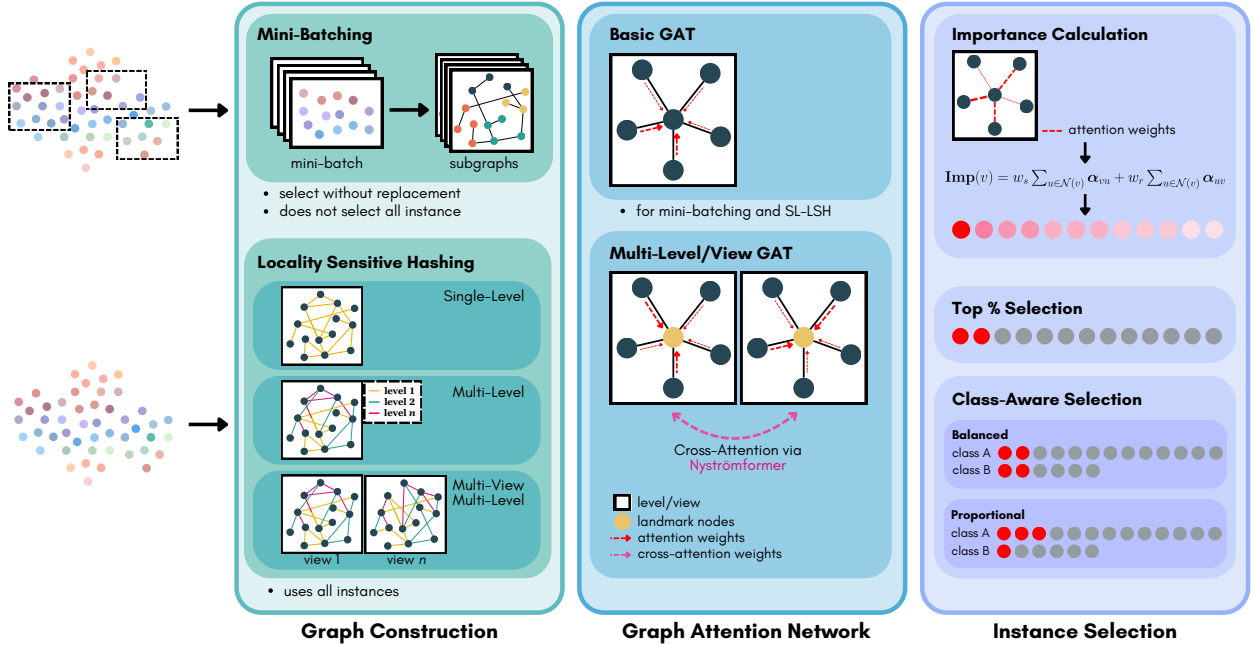 Mini-Batching
mini-batch
subgraphs
• select without replacement
• does not select all instance
Locality Sensitive Hashing
Single-Level
Multi-Level
level 1
level 2
level n
Multi-View
Multi-Level
view 1
view n
• uses all instances
Graph Construction
Basic GAT
• for mini-batching and SL-LSH
Multi-Level/View GAT
Cross-Attention via
Nyströmformer
level/view
landmark nodes
attention weights
cross-attention weights
Graph Attention Network
Importance Calculation
attention weights
Imp(v) = w_s ∑_{u∈𝒩(v)} α_{vu} + w_r ∑_{u∈𝒩(v)} α_{uv}
Top % Selection
Class-Aware Selection
Balanced
class A
class B
Proportional
class A
class B
Instance Selection